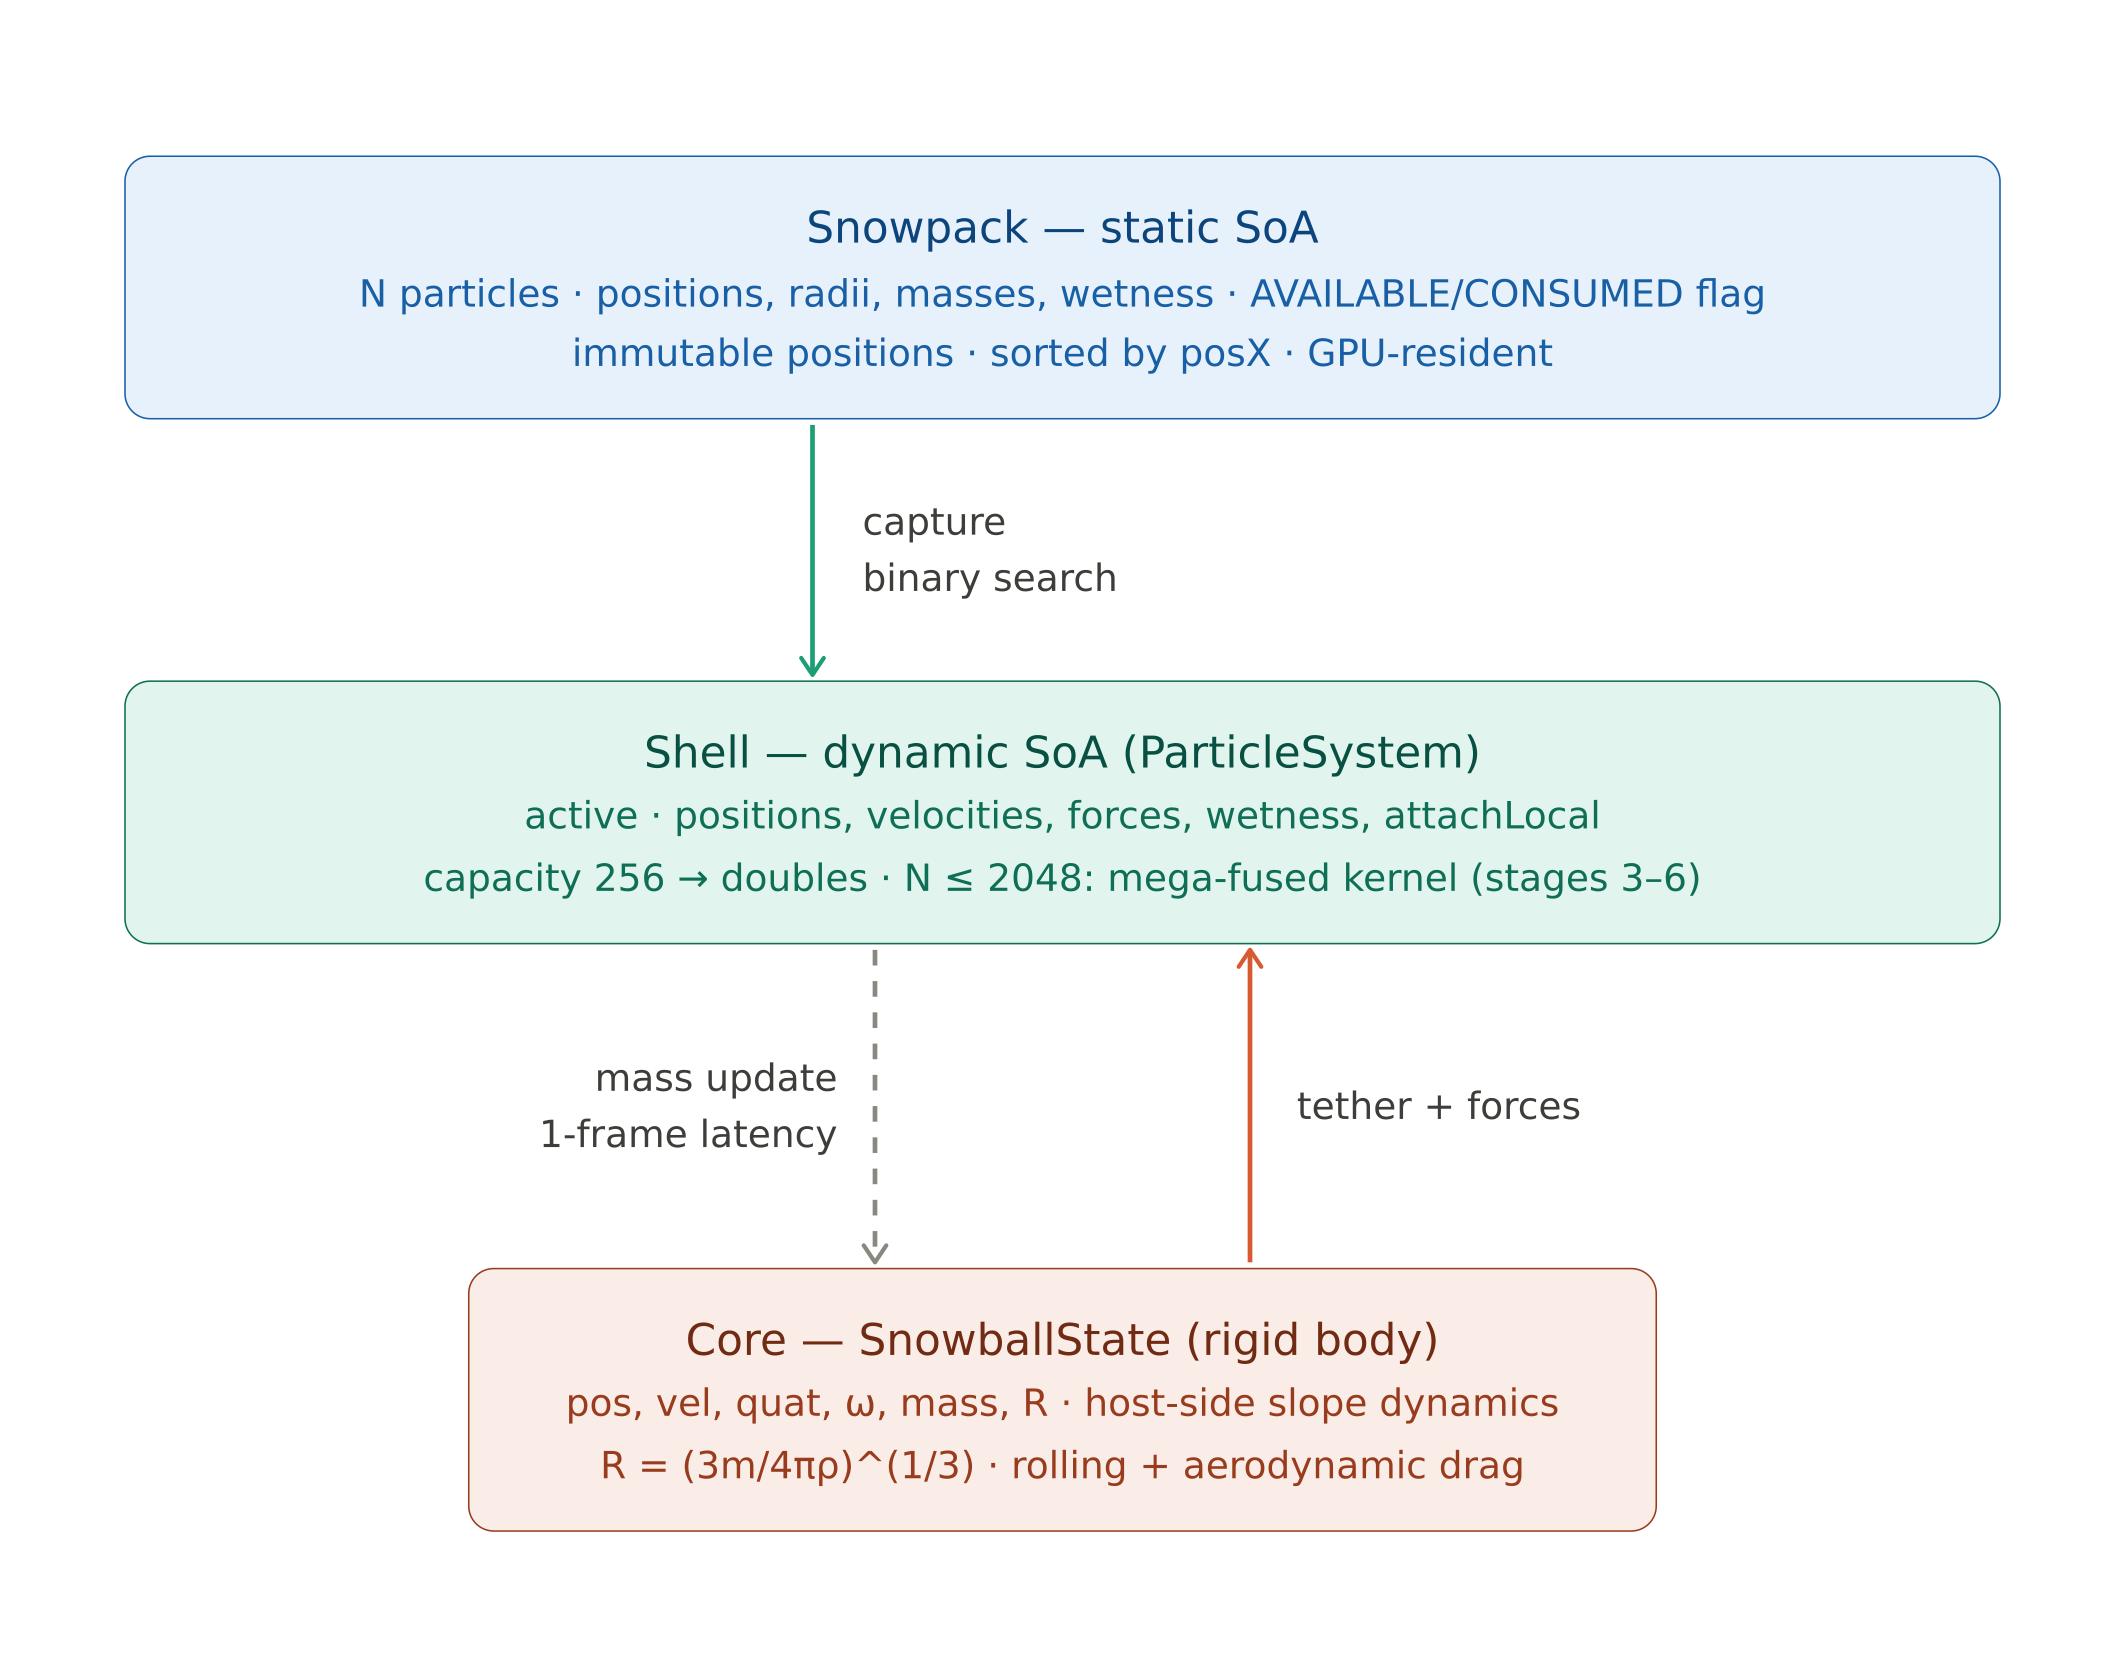 Snowpack — static SoA
N particles · positions, radii, masses, wetness · AVAILABLE/CONSUMED flag
immutable positions · sorted by posX · GPU-resident
capture
binary search
Shell — dynamic SoA (ParticleSystem)
active · positions, velocities, forces, wetness, attachLocal
capacity 256 → doubles · N ≤ 2048: mega-fused kernel (stages 3–6)
mass update
1-frame latency
tether + forces
Core — SnowballState (rigid body)
pos, vel, quat, ω, mass, R · host-side slope dynamics
R = (3m/4πρ)^(1/3) · rolling + aerodynamic drag